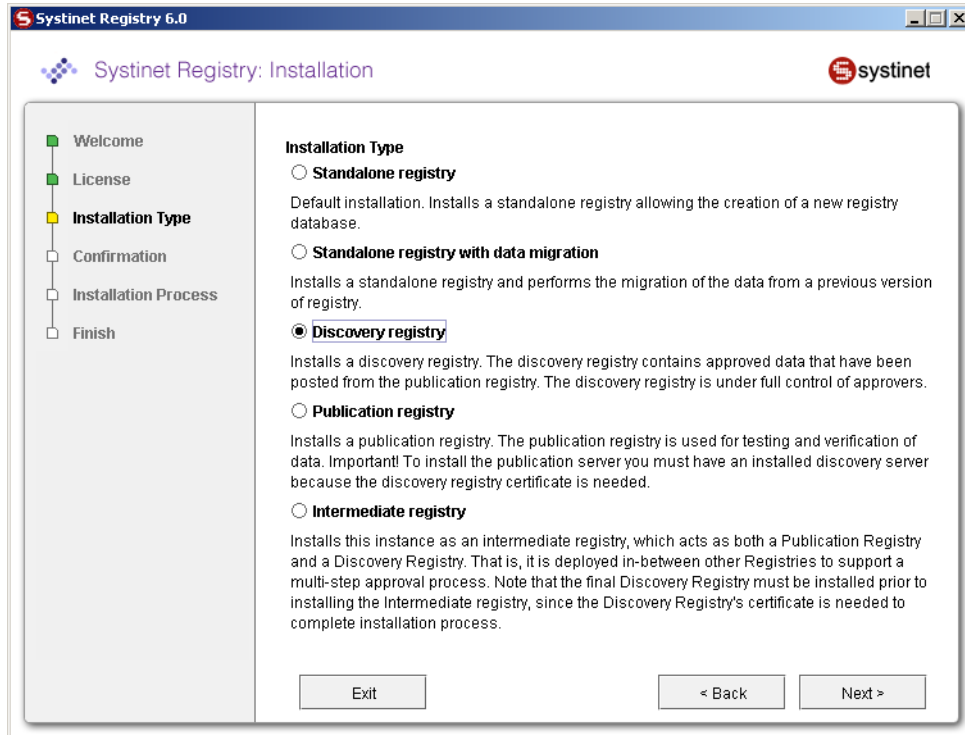 Systinet Registry 6.0
Systinet Registry: Installation
systinet
Welcome
License
Installation Type
Confirmation
Installation Process
Finish
Installation Type
Standalone registry
Default installation. Installs a standalone registry allowing the creation of a new registry
database.
Standalone registry with data migration
Installs a standalone registry and performs the migration of the data from a previous version
of registry.
Discovery registry
Installs a discovery registry. The discovery registry contains approved data that have been
posted from the publication registry. The discovery registry is under full control of approvers.
Publication registry
Installs a publication registry. The publication registry is used for testing and verification of
data. Important! To install the publication server you must have an installed discovery server
because the discovery registry certificate is needed.
Intermediate registry
Installs this instance as an intermediate registry, which acts as both a Publication Registry
and a Discovery Registry. That is, it is deployed in-between other Registries to support a
multi-step approval process. Note that the final Discovery Registry must be installed prior to
installing the Intermediate registry, since the Discovery Registry's certificate is needed to
complete installation process.
Exit
< Back
Next >